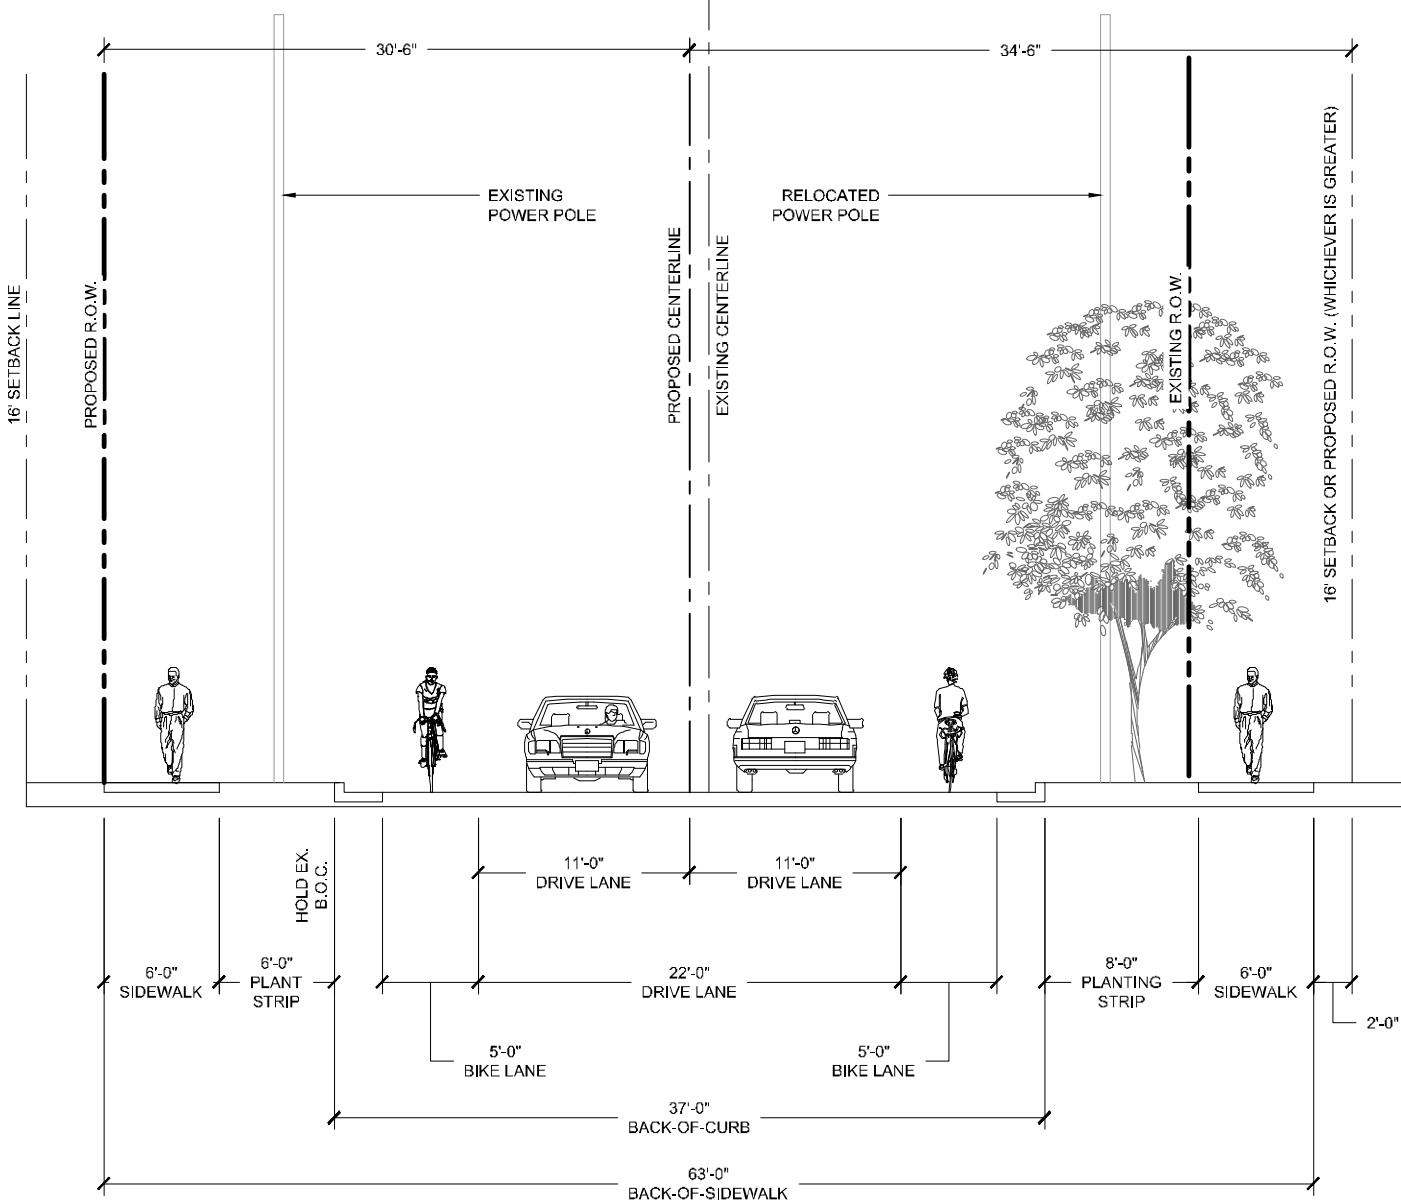 30'-6"
34'-6"
EXISTING
POWER POLE
RELOCATED
POWER POLE
16' SETBACK LINE
PROPOSED R.O.W.
PROPOSED CENTERLINE
EXISTING CENTERLINE
EXISTING R.O.W.
16' SETBACK OR PROPOSED R.O.W. (WHICHEVER IS GREATER)
HOLD EX.
B.O.C.
11'-0"
DRIVE LANE
11'-0"
DRIVE LANE
6'-0"
SIDEWALK
6'-0"
PLANT
STRIP
22'-0"
DRIVE LANE
8'-0"
PLANTING
STRIP
6'-0"
SIDEWALK
2'-0"
5'-0"
BIKE LANE
5'-0"
BIKE LANE
37'-0"
BACK-OF-CURB
63'-0"
BACK-OF-SIDEWALK